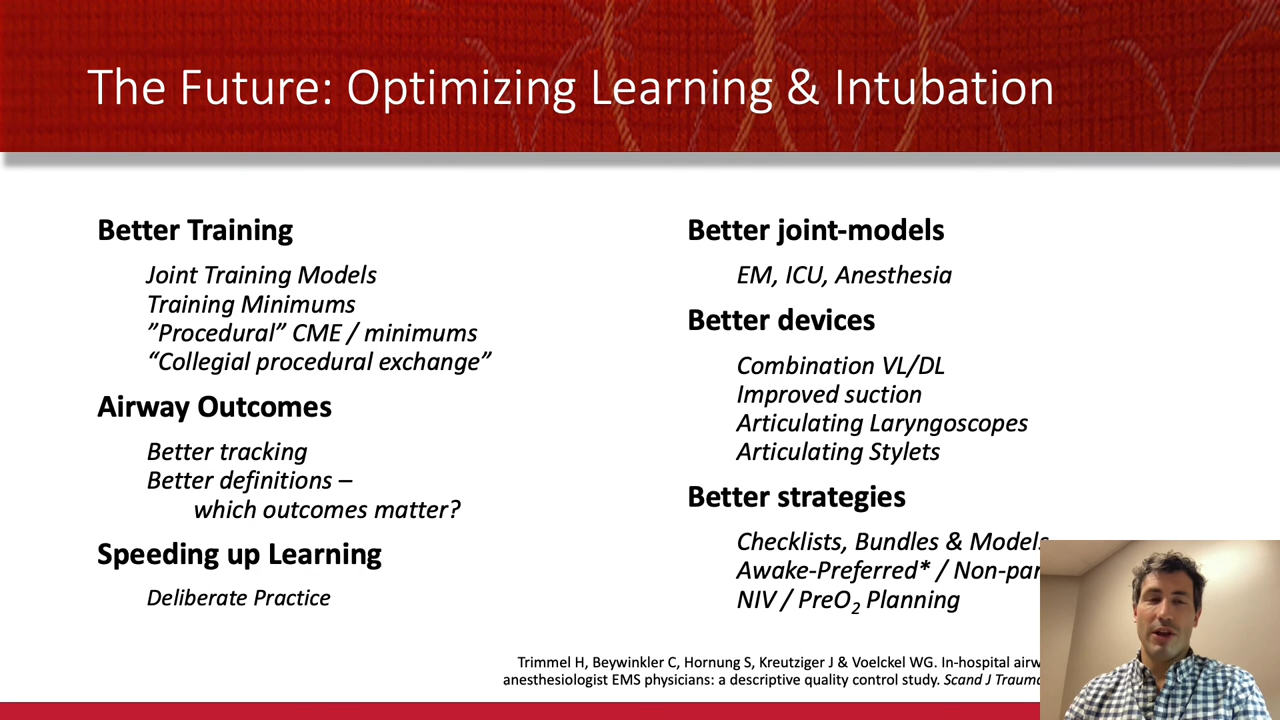 The Future: Optimizing Learning & Intubation
Better Training
Joint Training Models
Training Minimums
”Procedural” CME / minimums
“Collegial procedural exchange”
Airway Outcomes
Better tracking
Better definitions –
which outcomes matter?
Speeding up Learning
Deliberate Practice
Better joint-models
EM, ICU, Anesthesia
Better devices
Combination VL/DL
Improved suction
Articulating Laryngoscopes
Articulating Stylets
Better strategies
Checklists, Bundles & Models
Awake-Preferred* / Non-par
NIV / PreO₂ Planning
Trimmel H, Beywinkler C, Hornung S, Kreutziger J & Voelckel WG. In-hospital airw
anesthesiologist EMS physicians: a descriptive quality control study. Scand J Trauma